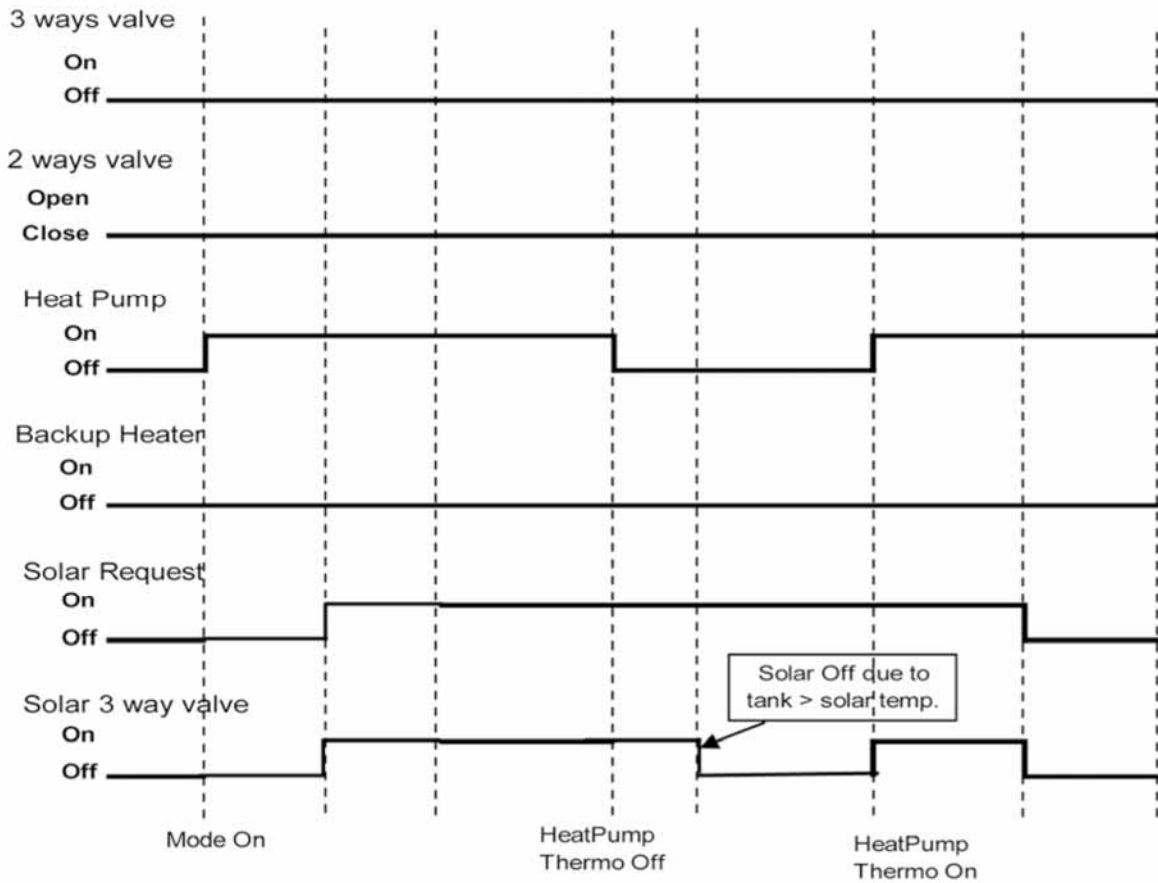 3 ways valve
On
Off
2 ways valve
Open
Close
Heat Pump
On
Off
Backup Heater
On
Off
Solar Request
On
Off
Solar Off due to
tank > solar temp.
Solar 3 way valve
On
Off
Mode On
HeatPump
Thermo Off
HeatPump
Thermo On